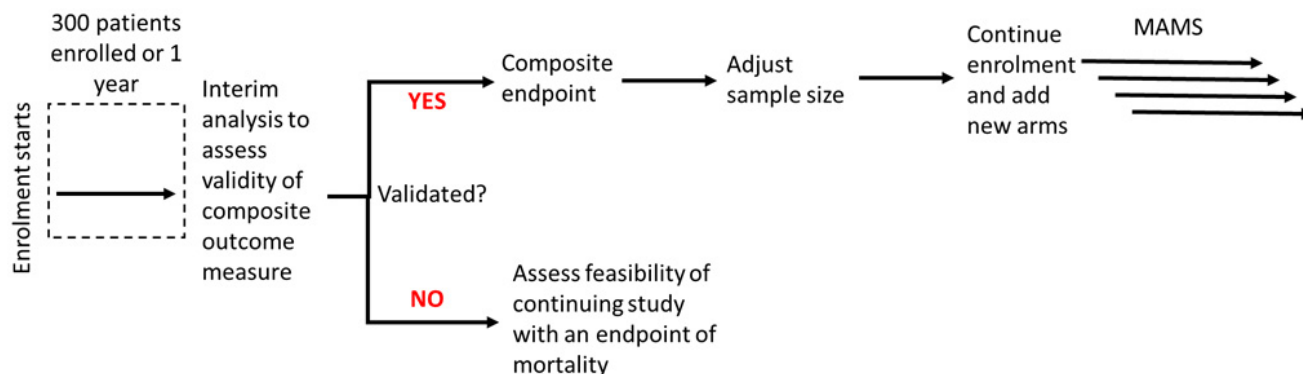 Enrolment starts
300 patients
enrolled or 1
year
Interim
analysis to
assess
validity of
composite
outcome
measure
Validated?
YES
Composite
endpoint
Adjust
sample size
Continue
enrolment
and add
new arms
MAMS
NO
Assess feasibility of
continuing study
with an endpoint of
mortality